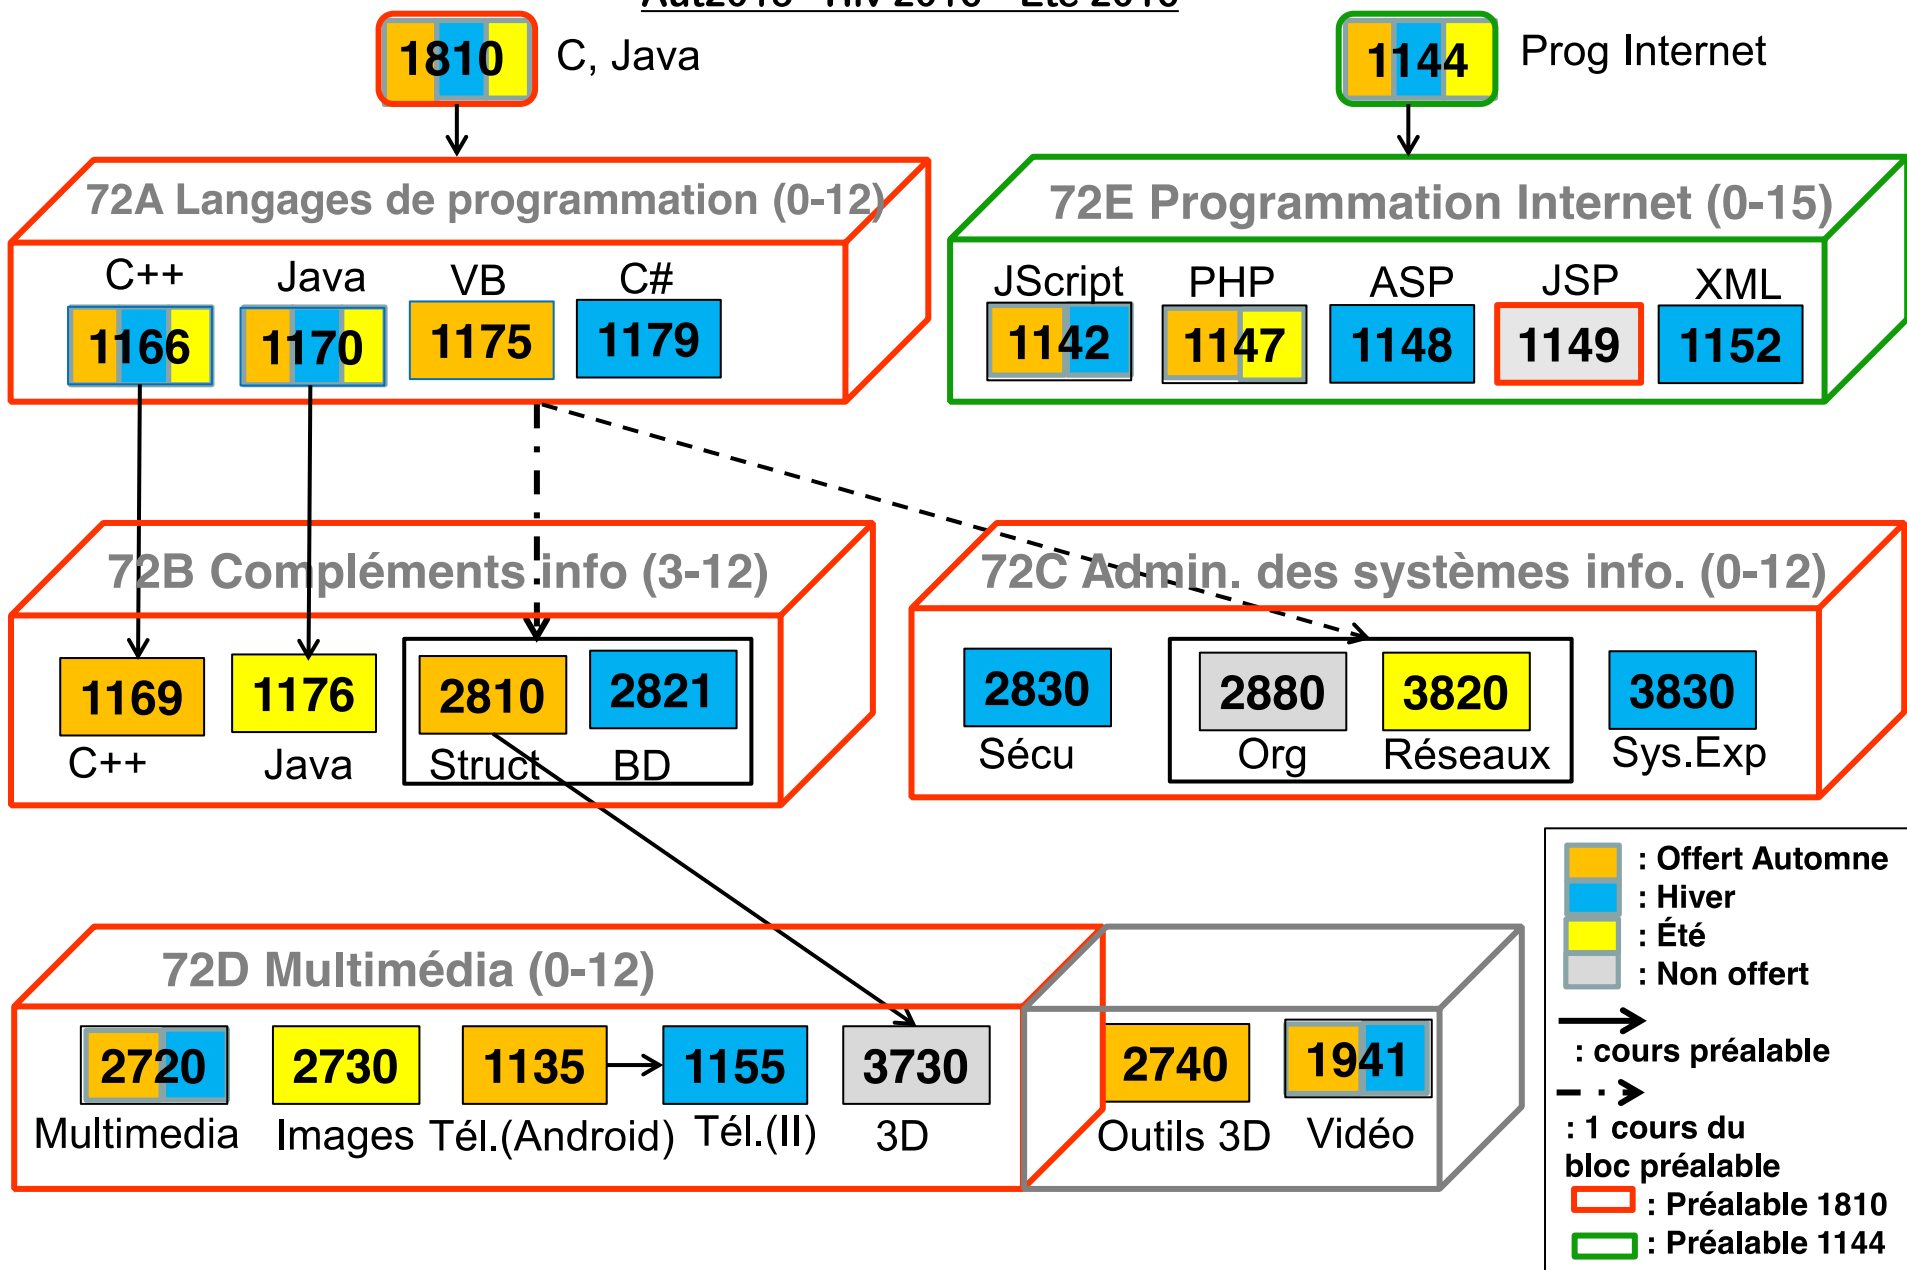 1810 C, Java
1144 Prog Internet
72A Langages de programmation (0-12)
C++ Java VB C#
1166 1170 1175 1179
72E Programmation Internet (0-15)
JScript PHP ASP JSP XML
1142 1147 1148 1149 1152
72B Compléments info (3-12)
1169 1176 2810 2821
C++ Java Struct BD
72C Admin. des systèmes info. (0-12)
2830 2880 3820 3830
Sécu Org Réseaux Sys.Exp
72D Multimédia (0-12)
2720 2730 1135 1155 3730 2740 1941
Multimedia Images Tél.(Android) Tél.(II) 3D Outils 3D Vidéo
: Offert Automne
: Hiver
: Été
: Non offert
: cours préalable
: 1 cours du
bloc préalable
: Préalable 1810
: Préalable 1144